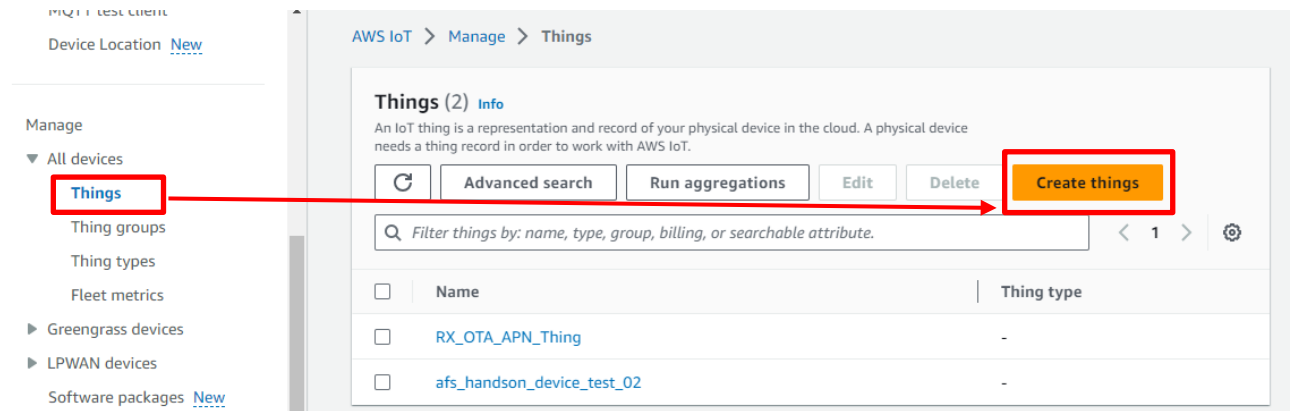 MQTT test client
Device Location New
Manage
All devices
Things
Thing groups
Thing types
Fleet metrics
Greengrass devices
LPWAN devices
Software packages New
AWS IoT > Manage > Things
Things (2) Info
An IoT thing is a representation and record of your physical device in the cloud. A physical device
needs a thing record in order to work with AWS IoT.
Advanced search Run aggregations Edit Delete Create things
Filter things by: name, type, group, billing, or searchable attribute.
< 1 >
Name Thing type
RX_OTA_APN_Thing -
afs_handson_device_test_02 -